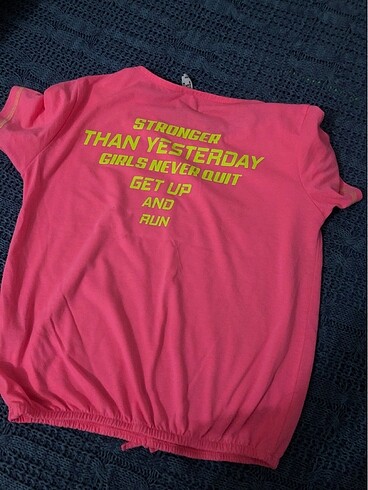 STRONGER
THAN YESTERDAY
GIRLS NEVER QUIT
GET UP
AND
RUN